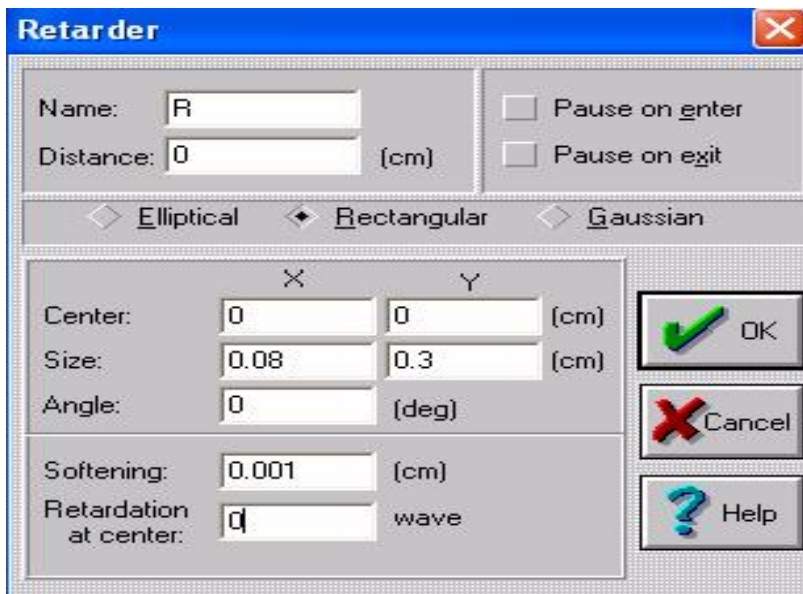 Retarder
Name: R
Distance: 0 (cm)
Pause on enter
Pause on exit
Elliptical Rectangular Gaussian
X Y
Center: 0 0 (cm)
Size: 0.08 0.3 (cm)
Angle: 0 (deg)
Softening: 0.001 (cm)
Retardation
at center: 0 wave
OK
Cancel
Help